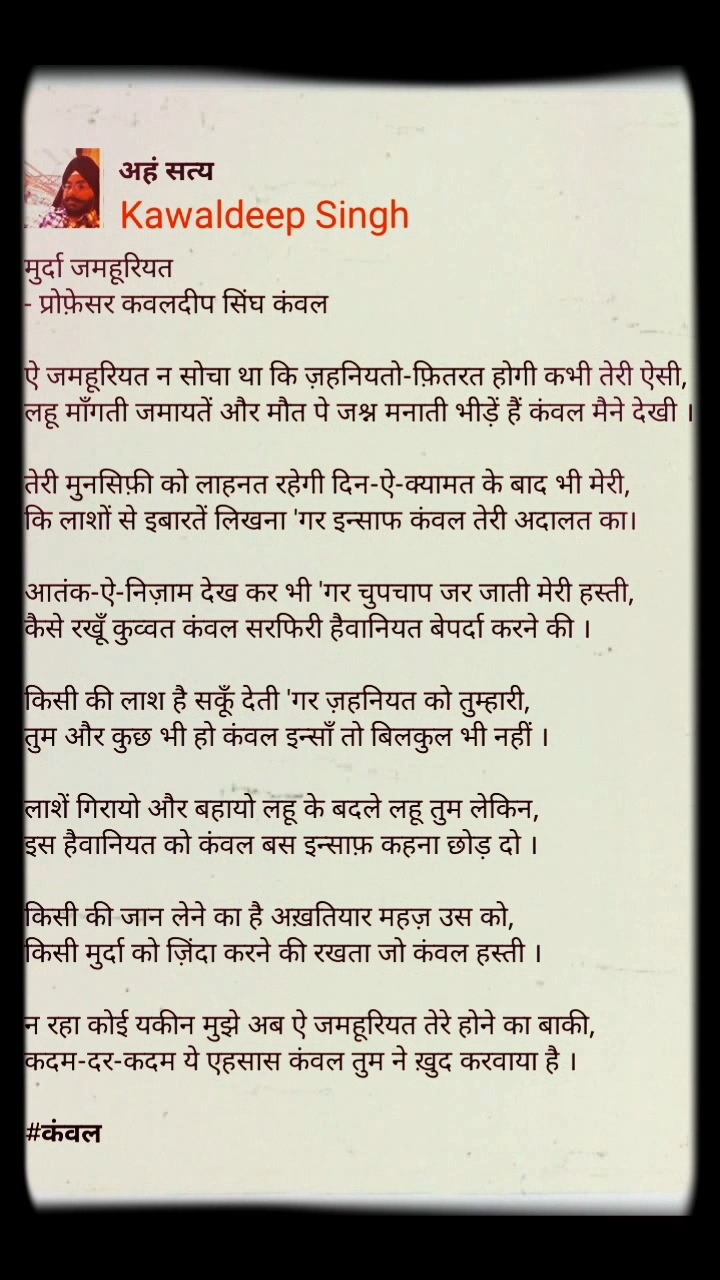 अहं सत्य
Kawaldeep Singh
मुर्दा जमहूरियत
- प्रोफ़ेसर कवलदीप सिंघ कंवल
ऐ जमहूरियत न सोचा था कि ज़हनियतो-फ़ितरत होगी कभी तेरी ऐसी,
लहू माँगती जमायतें और मौत पे जश्न मनाती भीड़ें हैं कंवल मैने देखी ।
तेरी मुनसिफ़ी को लाहनत रहेगी दिन-ऐ-क्यामत के बाद भी मेरी,
कि लाशों से इबारतें लिखना 'गर इन्साफ कंवल तेरी अदालत का।
आतंक-ऐ-निज़ाम देख कर भी 'गर चुपचाप जर जाती मेरी हस्ती,
कैसे रखूँ कुव्वत कंवल सरफिरी हैवानियत बेपर्दा करने की ।
किसी की लाश है सकूँ देती 'गर ज़हनियत को तुम्हारी,
तुम और कुछ भी हो कंवल इन्साँ तो बिलकुल भी नहीं ।
लाशें गिरायो और बहायो लहू के बदले लहू तुम लेकिन,
इस हैवानियत को कंवल बस इन्साफ़ कहना छोड़ दो ।
किसी की जान लेने का है अख़तियार महज़ उस को,
किसी मुर्दा को ज़िंदा करने की रखता जो कंवल हस्ती ।
न रहा कोई यकीन मुझे अब ऐ जमहूरियत तेरे होने का बाकी,
कदम-दर-कदम ये एहसास कंवल तुम ने ख़ुद करवाया है ।
#कंवल